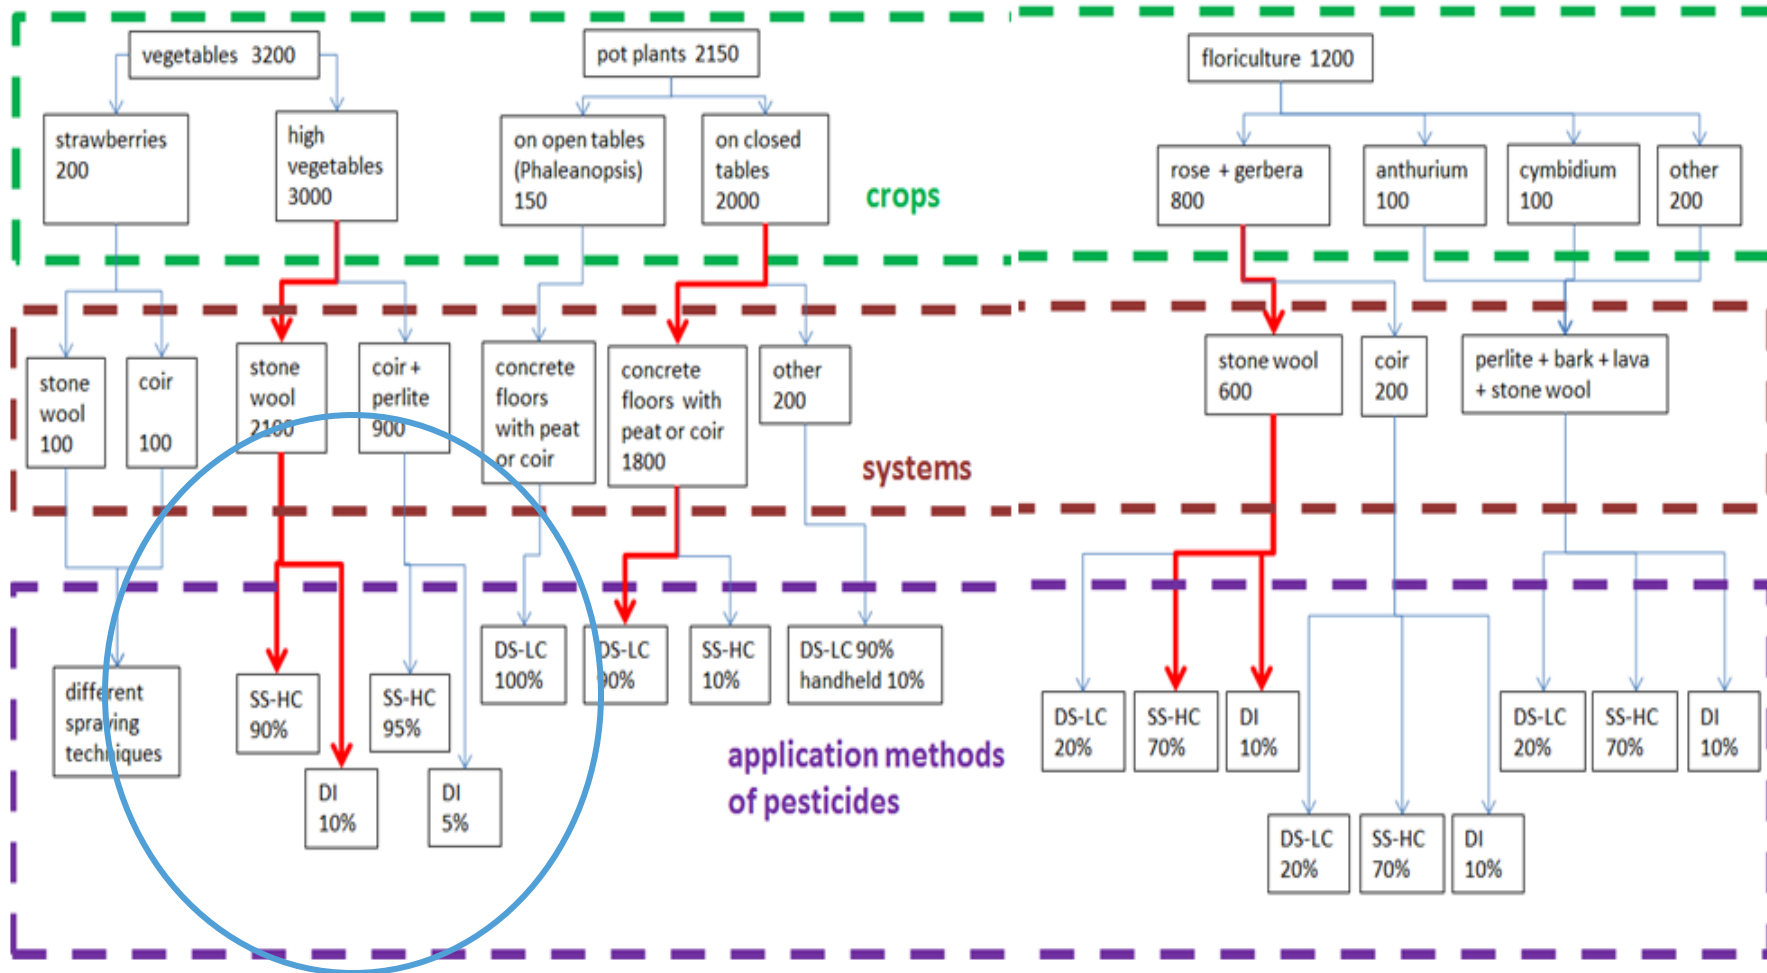 vegetables 3200
pot plants 2150
floriculture 1200
strawberries
200
high
vegetables
3000
on open tables
(Phaleanopsis)
150
on closed
tables
2000
crops
rose + gerbera
800
anthurium
100
cymbidium
100
other
200
stone
wool
100
coir
100
stone
wool
2100
coir +
perlite
900
concrete
floors
with peat
or coir
concrete
floors with
peat or coir
1800
other
200
systems
stone wool
600
coir
200
perlite + bark + lava
+ stone wool
different
spraying
techniques
SS-HC
90%
DI
10%
SS-HC
95%
DI
5%
DS-LC
100%
DS-LC
90%
SS-HC
10%
DS-LC 90%
handheld 10%
application methods
of pesticides
DS-LC
20%
SS-HC
70%
DI
10%
DS-LC
20%
SS-HC
70%
DI
10%
DS-LC
20%
SS-HC
70%
DI
10%